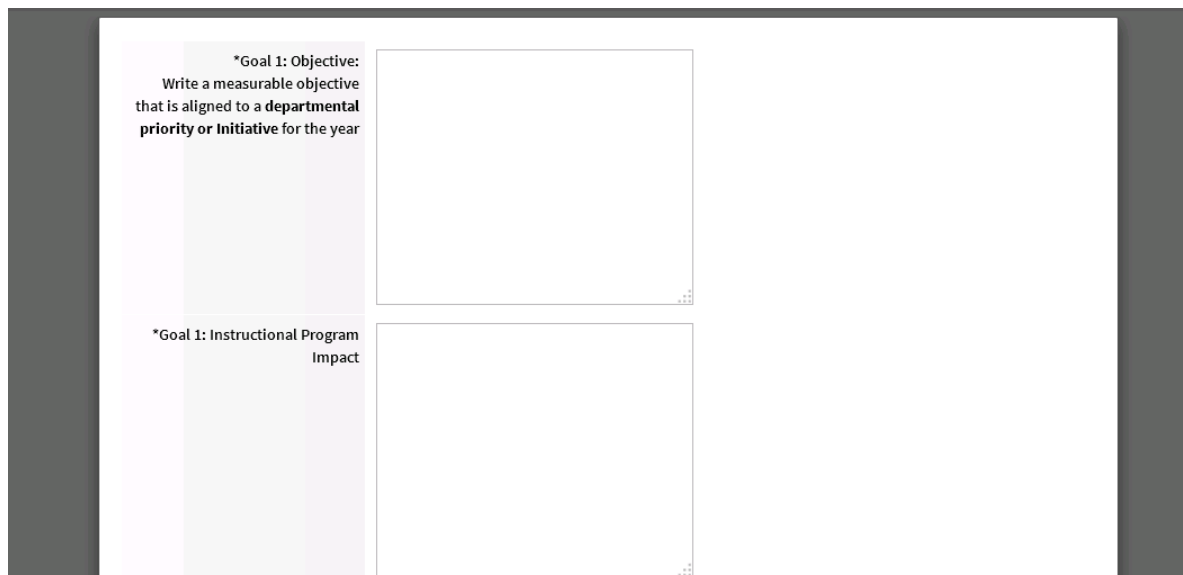 *Goal 1: Objective:
Write a measurable objective
that is aligned to a departmental
priority or Initiative for the year
*Goal 1: Instructional Program
Impact